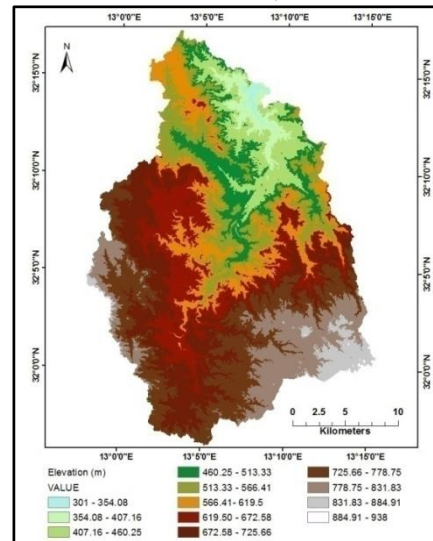 13°0'0"E 13°5'0"E 13°10'0"E 13°15'0"E
N
32°15'0"N 32°15'0"N
32°10'0"N 32°10'0"N
32°5'0"N 32°5'0"N
32°0'0"N 32°0'0"N
0 2.5 5 10
Kilometers
13°0'0"E 13°5'0"E 13°10'0"E 13°15'0"E
Elevation (m)
VALUE
301 - 354.08
354.08 - 407.16
407.16 - 460.25
460.25 - 513.33
513.33 - 566.41
566.41- 619.5
619.50 - 672.58
672.58 - 725.66
725.66 - 778.75
778.75 - 831.83
831.83 - 884.91
884.91 - 938